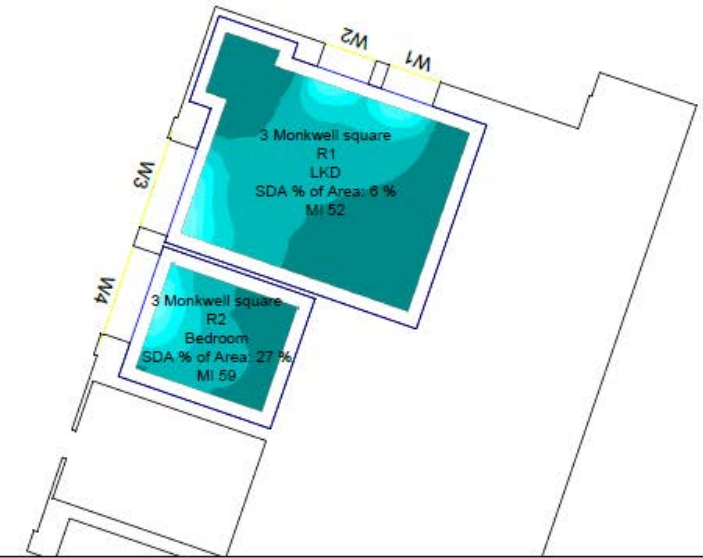 W2
W1
3 Monkwell square
R1
LKD
SDA % of Area: 6 %
MI 52
W3
W4
3 Monkwell square
R2
Bedroom
SDA % of Area: 27 %
MI 59